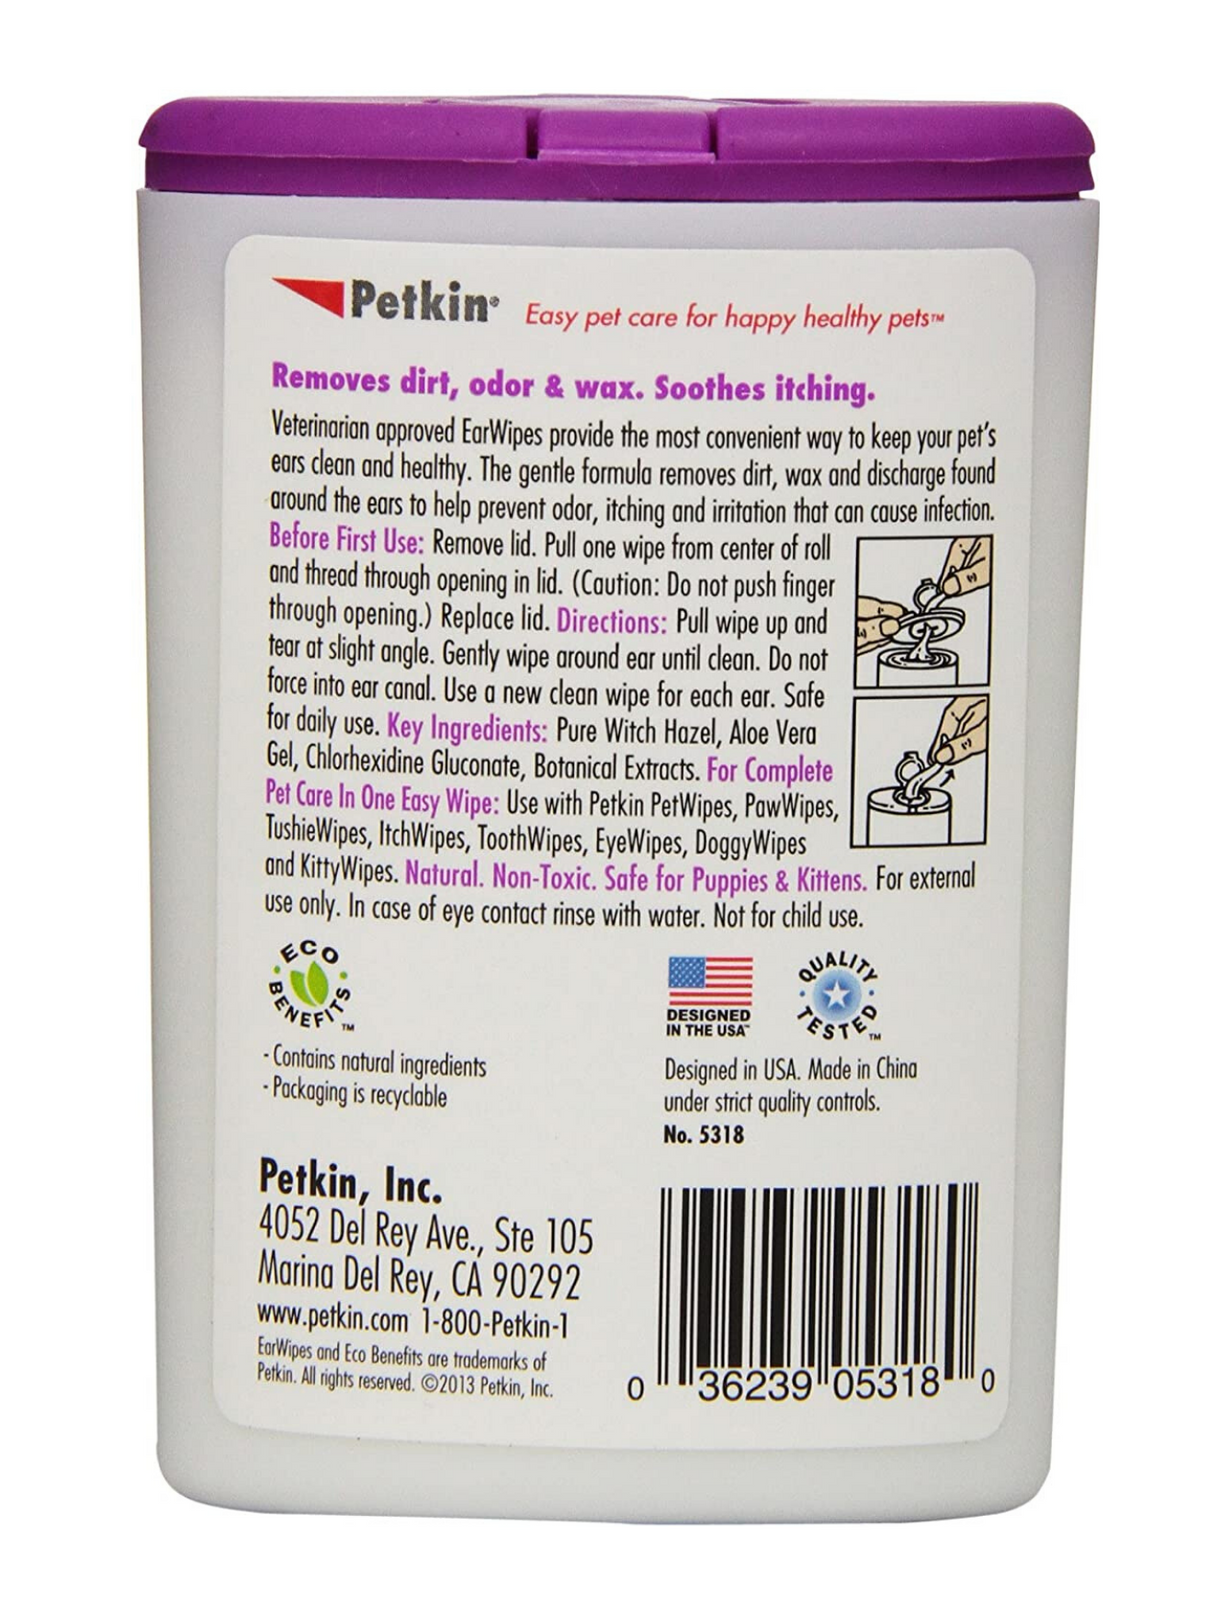 Petkin® Easy pet care for happy healthy pets™
Removes dirt, odor & wax. Soothes itching.
Veterinarian approved EarWipes provide the most convenient way to keep your pet's
ears clean and healthy. The gentle formula removes dirt, wax and discharge found
around the ears to help prevent odor, itching and irritation that can cause infection.
Before First Use: Remove lid. Pull one wipe from center of roll
and thread through opening in lid. (Caution: Do not push finger
through opening.) Replace lid. Directions: Pull wipe up and
tear at slight angle. Gently wipe around ear until clean. Do not
force into ear canal. Use a new clean wipe for each ear. Safe
for daily use. Key Ingredients: Pure Witch Hazel, Aloe Vera
Gel, Chlorhexidine Gluconate, Botanical Extracts. For Complete
Pet Care In One Easy Wipe: Use with Petkin PetWipes, PawWipes,
TushieWipes, ItchWipes, ToothWipes, EyeWipes, DoggyWipes
and KittyWipes. Natural. Non-Toxic. Safe for Puppies & Kittens. For external
use only. In case of eye contact rinse with water. Not for child use.
ECO
BENEFITS™
- Contains natural ingredients
- Packaging is recyclable
DESIGNED
IN THE USA™
QUALITY
TESTED™
Designed in USA. Made in China
under strict quality controls.
No. 5318
Petkin, Inc.
4052 Del Rey Ave., Ste 105
Marina Del Rey, CA 90292
www.petkin.com 1-800-Petkin-1
EarWipes and Eco Benefits are trademarks of
Petkin. All rights reserved. ©2013 Petkin, Inc.
0 36239 05318 0